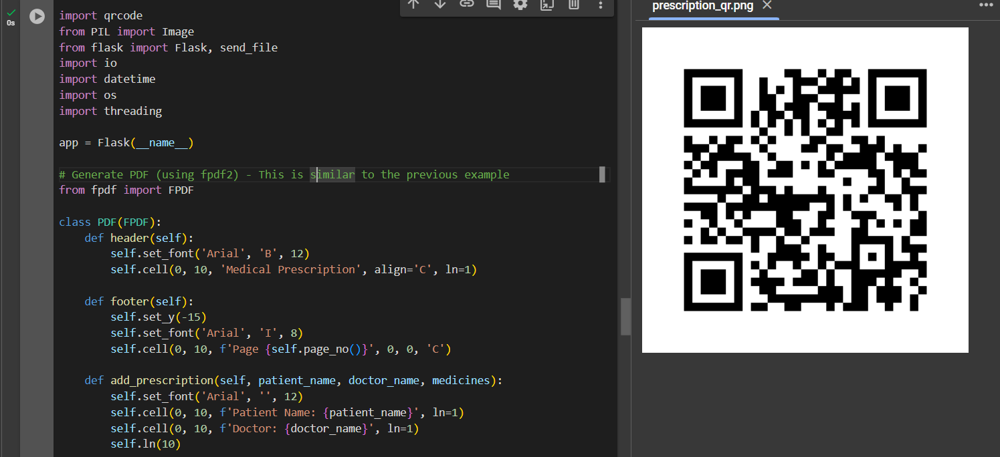 0s
import qrcode
from PIL import Image
from flask import Flask, send_file
import io
import datetime
import os
import threading
app = Flask(__name__)
# Generate PDF (using fpdf2) - This is similar to the previous example
from fpdf import FPDF
class PDF(FPDF):
    def header(self):
        self.set_font('Arial', 'B', 12)
        self.cell(0, 10, 'Medical Prescription', align='C', ln=1)
    def footer(self):
        self.set_y(-15)
        self.set_font('Arial', 'I', 8)
        self.cell(0, 10, f'Page {self.page_no()}', 0, 0, 'C')
    def add_prescription(self, patient_name, doctor_name, medicines):
        self.set_font('Arial', '', 12)
        self.cell(0, 10, f'Patient Name: {patient_name}', ln=1)
        self.cell(0, 10, f'Doctor: {doctor_name}', ln=1)
        self.ln(10)
prescription_qr.png